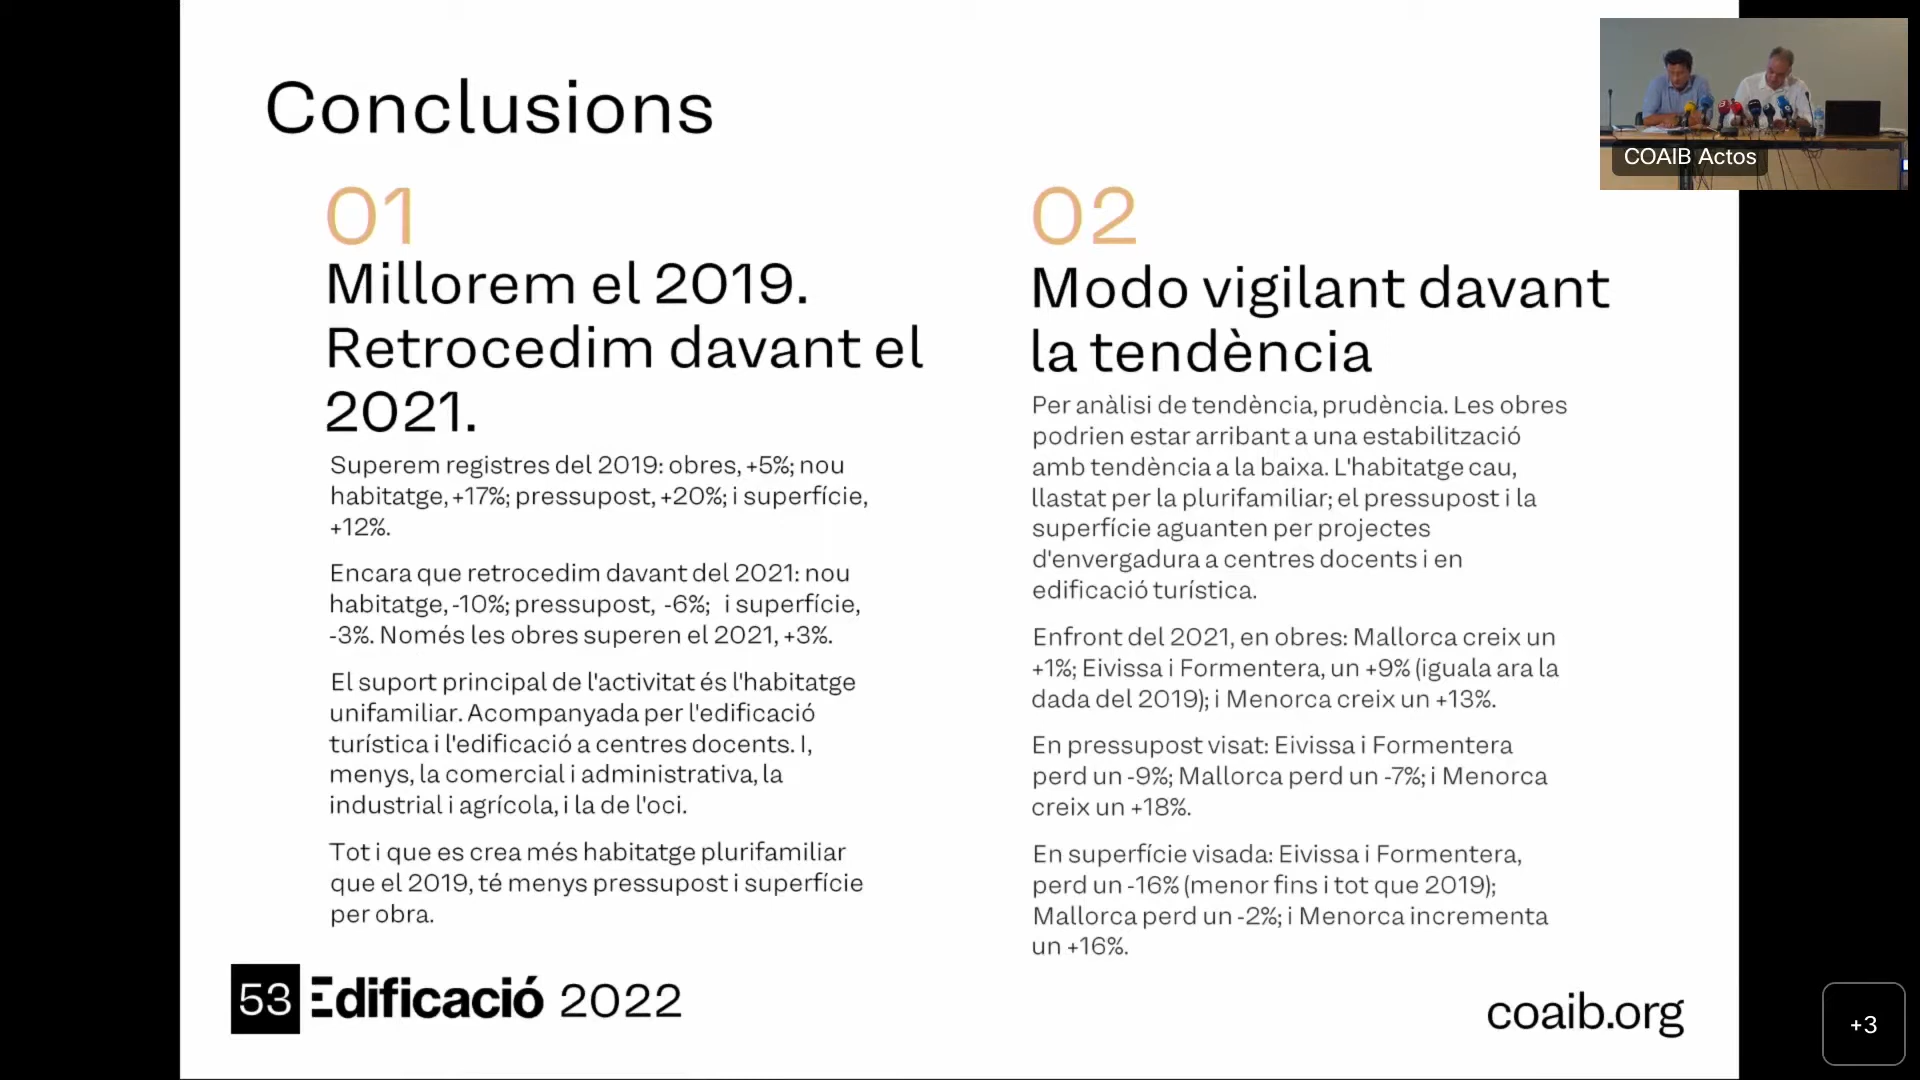 Conclusions
01
Millorem el 2019.
Retrocedim davant el
2021.
Superem registres del 2019: obres, +5%; nou
habitatge, +17%; pressupost, +20%; i superfície,
+12%.
Encara que retrocedim davant del 2021: nou
habitatge, -10%; pressupost, -6%; i superfície,
-3%. Només les obres superen el 2021, +3%.
El suport principal de l'activitat és l'habitatge
unifamiliar. Acompanyada per l'edificació
turística i l'edificació a centres docents. I,
menys, la comercial i administrativa, la
industrial i agrícola, i la de l'oci.
Tot i que es crea més habitatge plurifamiliar
que el 2019, té menys pressupost i superfície
per obra.
02
Modo vigilant davant
la tendència
Per anàlisi de tendència, prudència. Les obres
podrien estar arribant a una estabilització
amb tendència a la baixa. L'habitatge cau,
llastat per la plurifamiliar; el pressupost i la
superfície aguanten per projectes
d'envergadura a centres docents i en
edificació turística.
Enfront del 2021, en obres: Mallorca creix un
+1%; Eivissa i Formentera, un +9% (iguala ara la
dada del 2019); i Menorca creix un +13%.
En pressupost visat: Eivissa i Formentera
perd un -9%; Mallorca perd un -7%; i Menorca
creix un +18%.
En superfície visada: Eivissa i Formentera,
perd un -16% (menor fins i tot que 2019);
Mallorca perd un -2%; i Menorca incrementa
un +16%.
53 Edificació 2022
coaib.org
COAIB Actos
+3